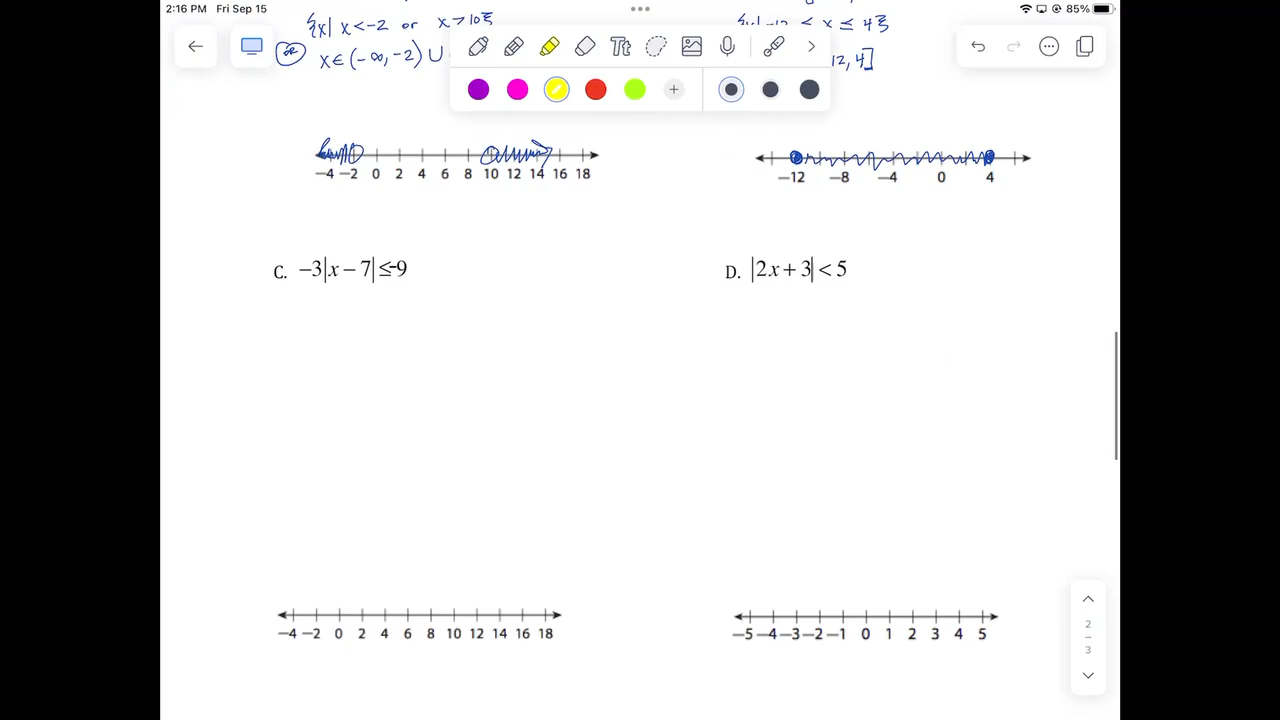 2:16 PM Fri Sep 15
85%
{x| x < -2 or x > 10}
x ≤ 4}
OR x ∈ (-∞, -2) ∪
12, 4]
Tt
−4 −2 0 2 4 6 8 10 12 14 16 18
−12 −8 −4 0 4
C. −3|x − 7| ≤ -9
D. |2x + 3| < 5
−4 −2 0 2 4 6 8 10 12 14 16 18
−5 −4 −3 −2 −1 0 1 2 3 4 5
2
–
3